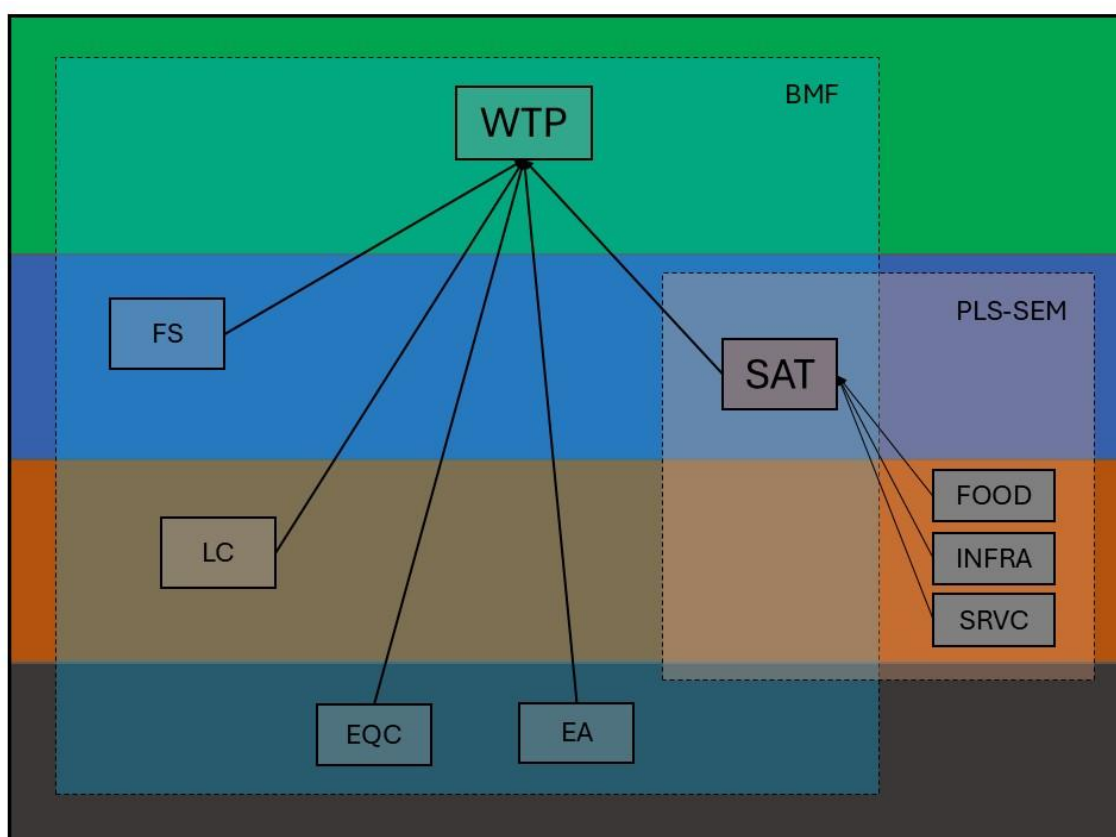 BMF
WTP
PLS-SEM
FS
SAT
FOOD
LC
INFRA
SRVC
EQC
EA